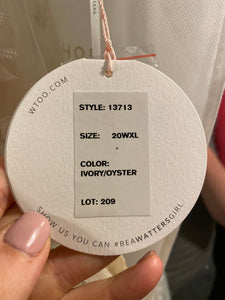 WTOO.COM
STYLE: 13713
SIZE: 20WXL
COLOR:
IVORY/OYSTER
LOT: 209
SHOW US YOU CAN #BEAWATTERSGIRL